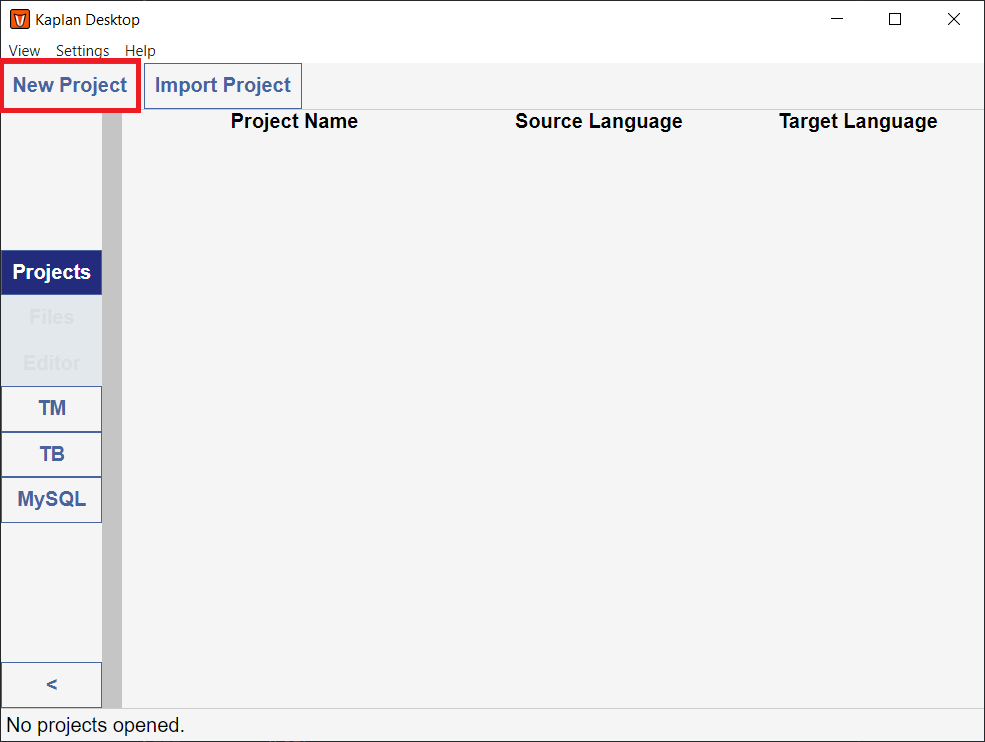 Kaplan Desktop
View Settings Help
New Project Import Project
Project Name Source Language Target Language
Projects
Files
Editor
TM
TB
MySQL
<
No projects opened.